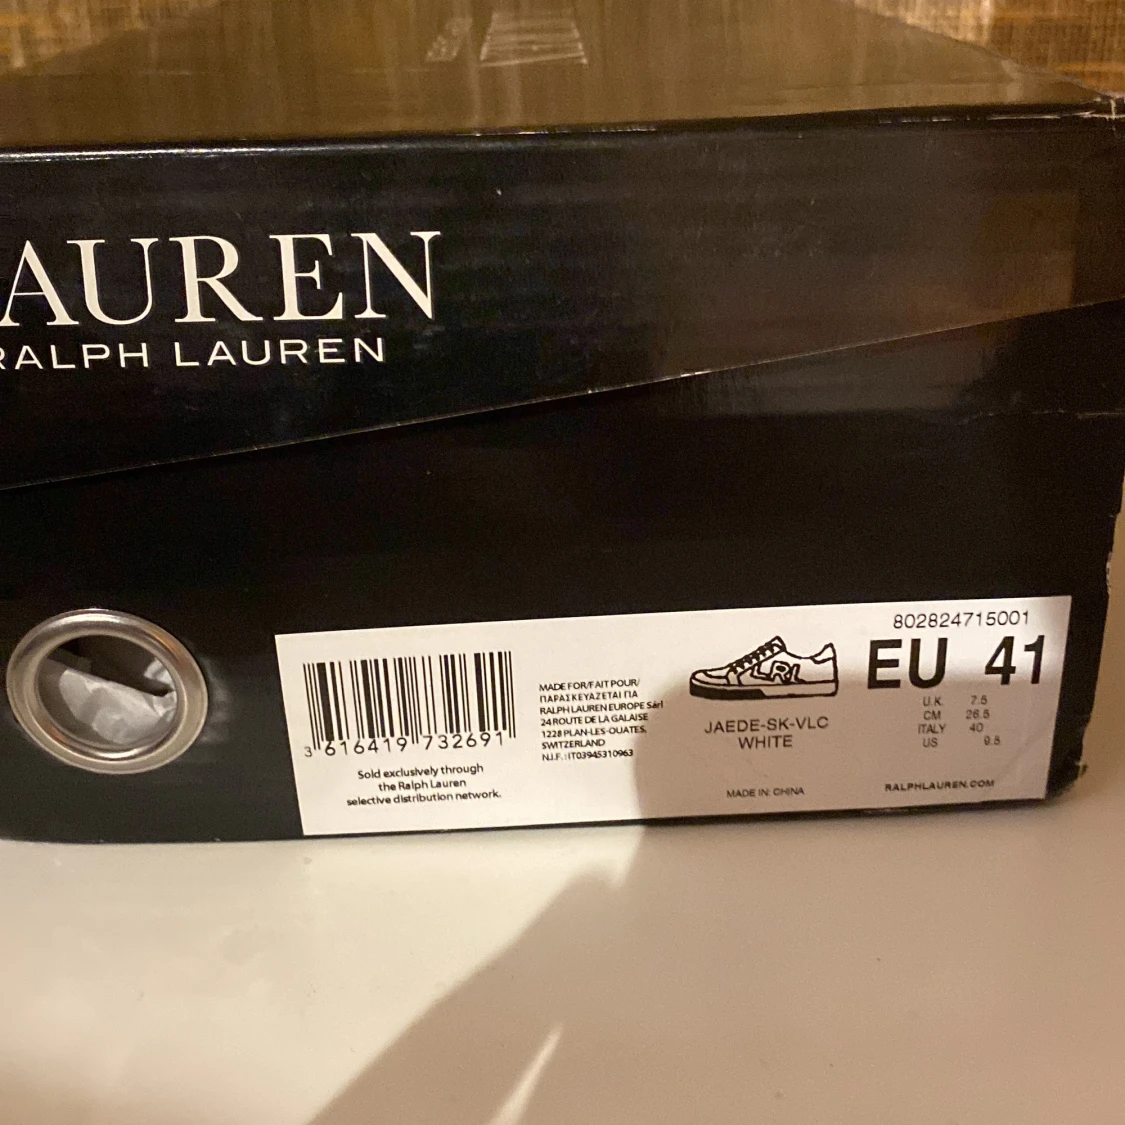 AUREN
RALPH LAUREN
802824715001
EU 41
U.K. 7.5
CM 26.5
ITALY 40
US 9.5
RALPHLAUREN.COM
RL
JAEDE-SK-VLC
WHITE
MADE IN: CHINA
MADE FOR/FAIT POUR/
ΠΑΡΑΣΚΕΥΑΖΕΤΑΙ ΓΙΑ
RALPH LAUREN EUROPE Sàrl
24 ROUTE DE LA GALAISE
1228 PLAN-LES-OUATES,
SWITZERLAND
N.I.F.: IT03945310963
3 616419 732691
Sold exclusively through
the Ralph Lauren
selective distribution network.